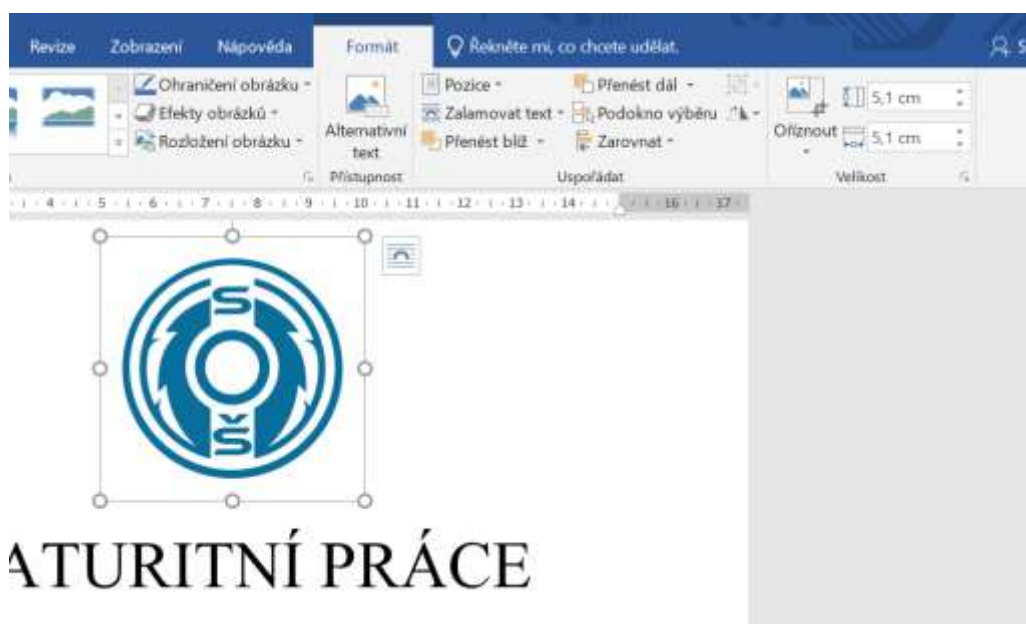 Revize Zobrazení Nápověda Formát Řekněte mi, co chcete udělat.
Ohraničení obrázku
Efekty obrázků
Rozložení obrázku
Alternativní text
Přístupnost
Pozice
Zalamovat text
Přenést blíž
Přenést dál
Podokno výběru
Zarovnat
Uspořádat
Oříznout
5,1 cm
5,1 cm
Velikost
4 5 6 7 8 9 10 11 12 13 14 16 17
S
Š
ATURITNÍ PRÁCE